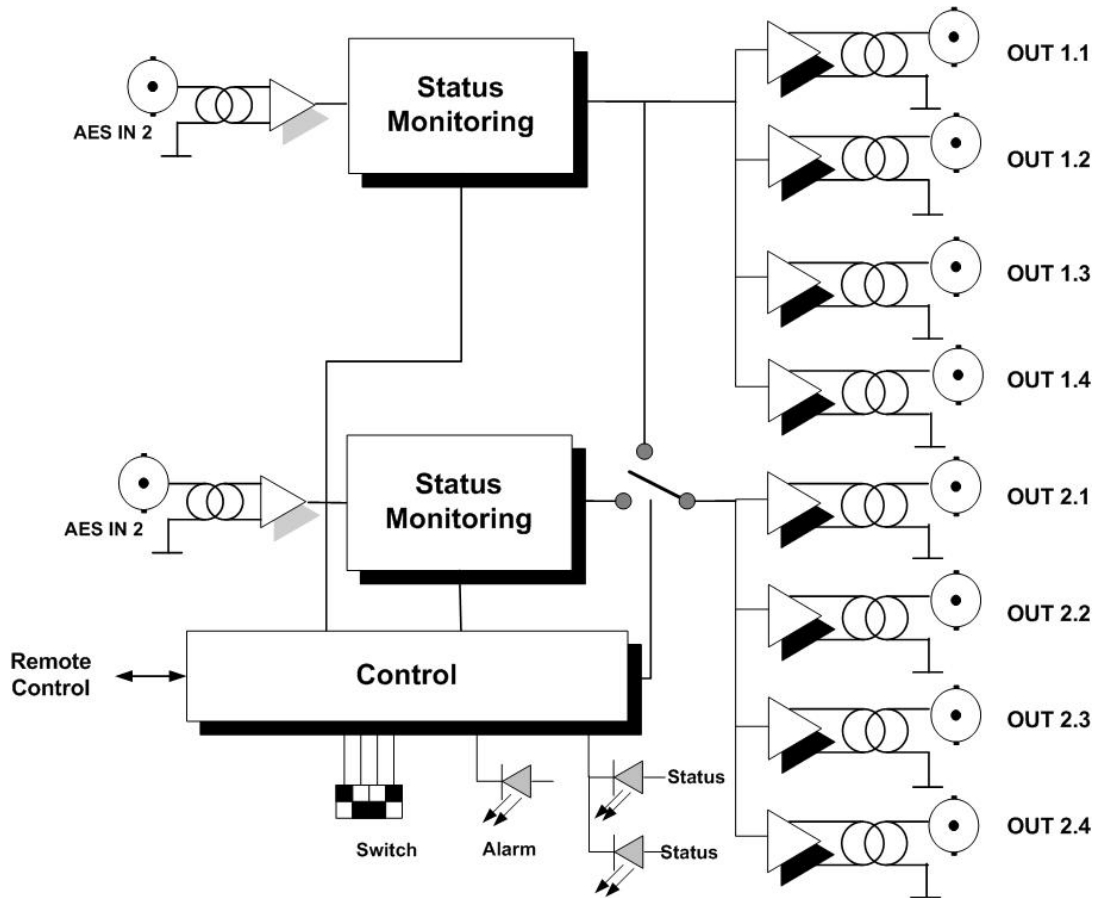 OUT 1.1
Status
Monitoring
AES IN 2
OUT 1.2
OUT 1.3
OUT 1.4
Status
Monitoring
OUT 2.1
AES IN 2
OUT 2.2
Remote
Control
Control
OUT 2.3
Status
Switch
Alarm
Status
OUT 2.4